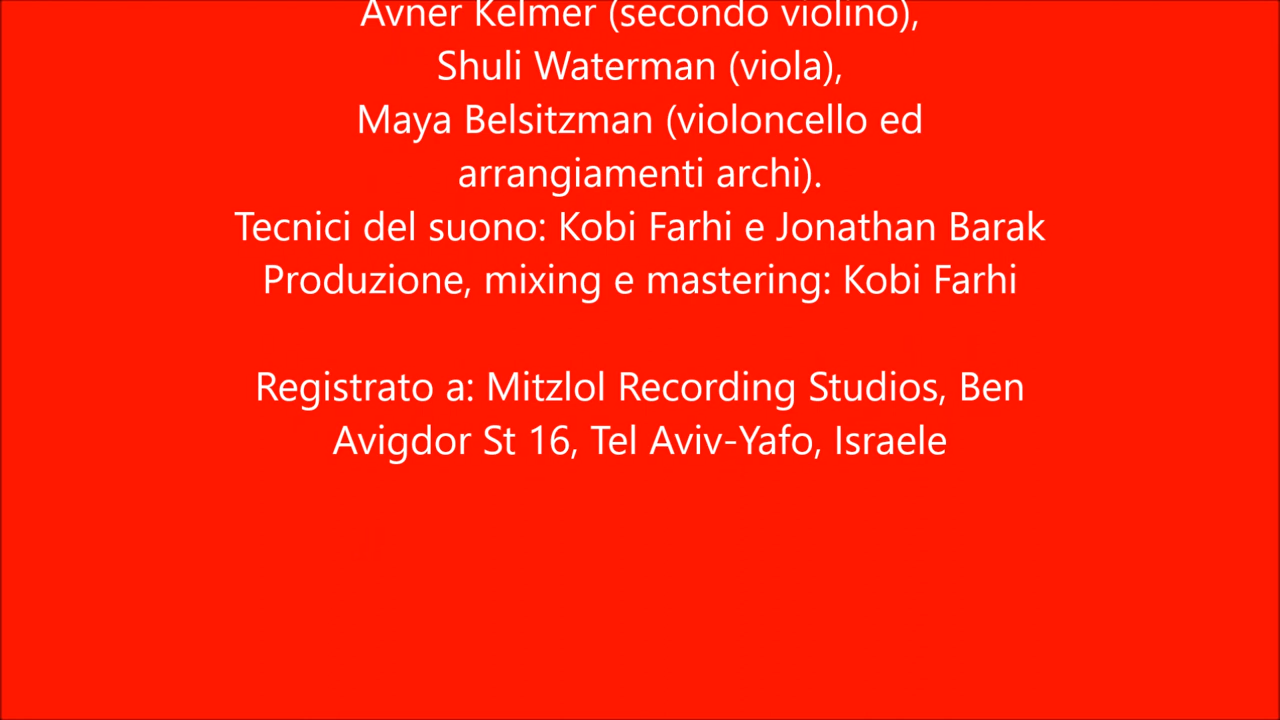 Avner Kelmer (secondo violino),
Shuli Waterman (viola),
Maya Belsitzman (violoncello ed
arrangiamenti archi).
Tecnici del suono: Kobi Farhi e Jonathan Barak
Produzione, mixing e mastering: Kobi Farhi
Registrato a: Mitzlol Recording Studios, Ben
Avigdor St 16, Tel Aviv-Yafo, Israele